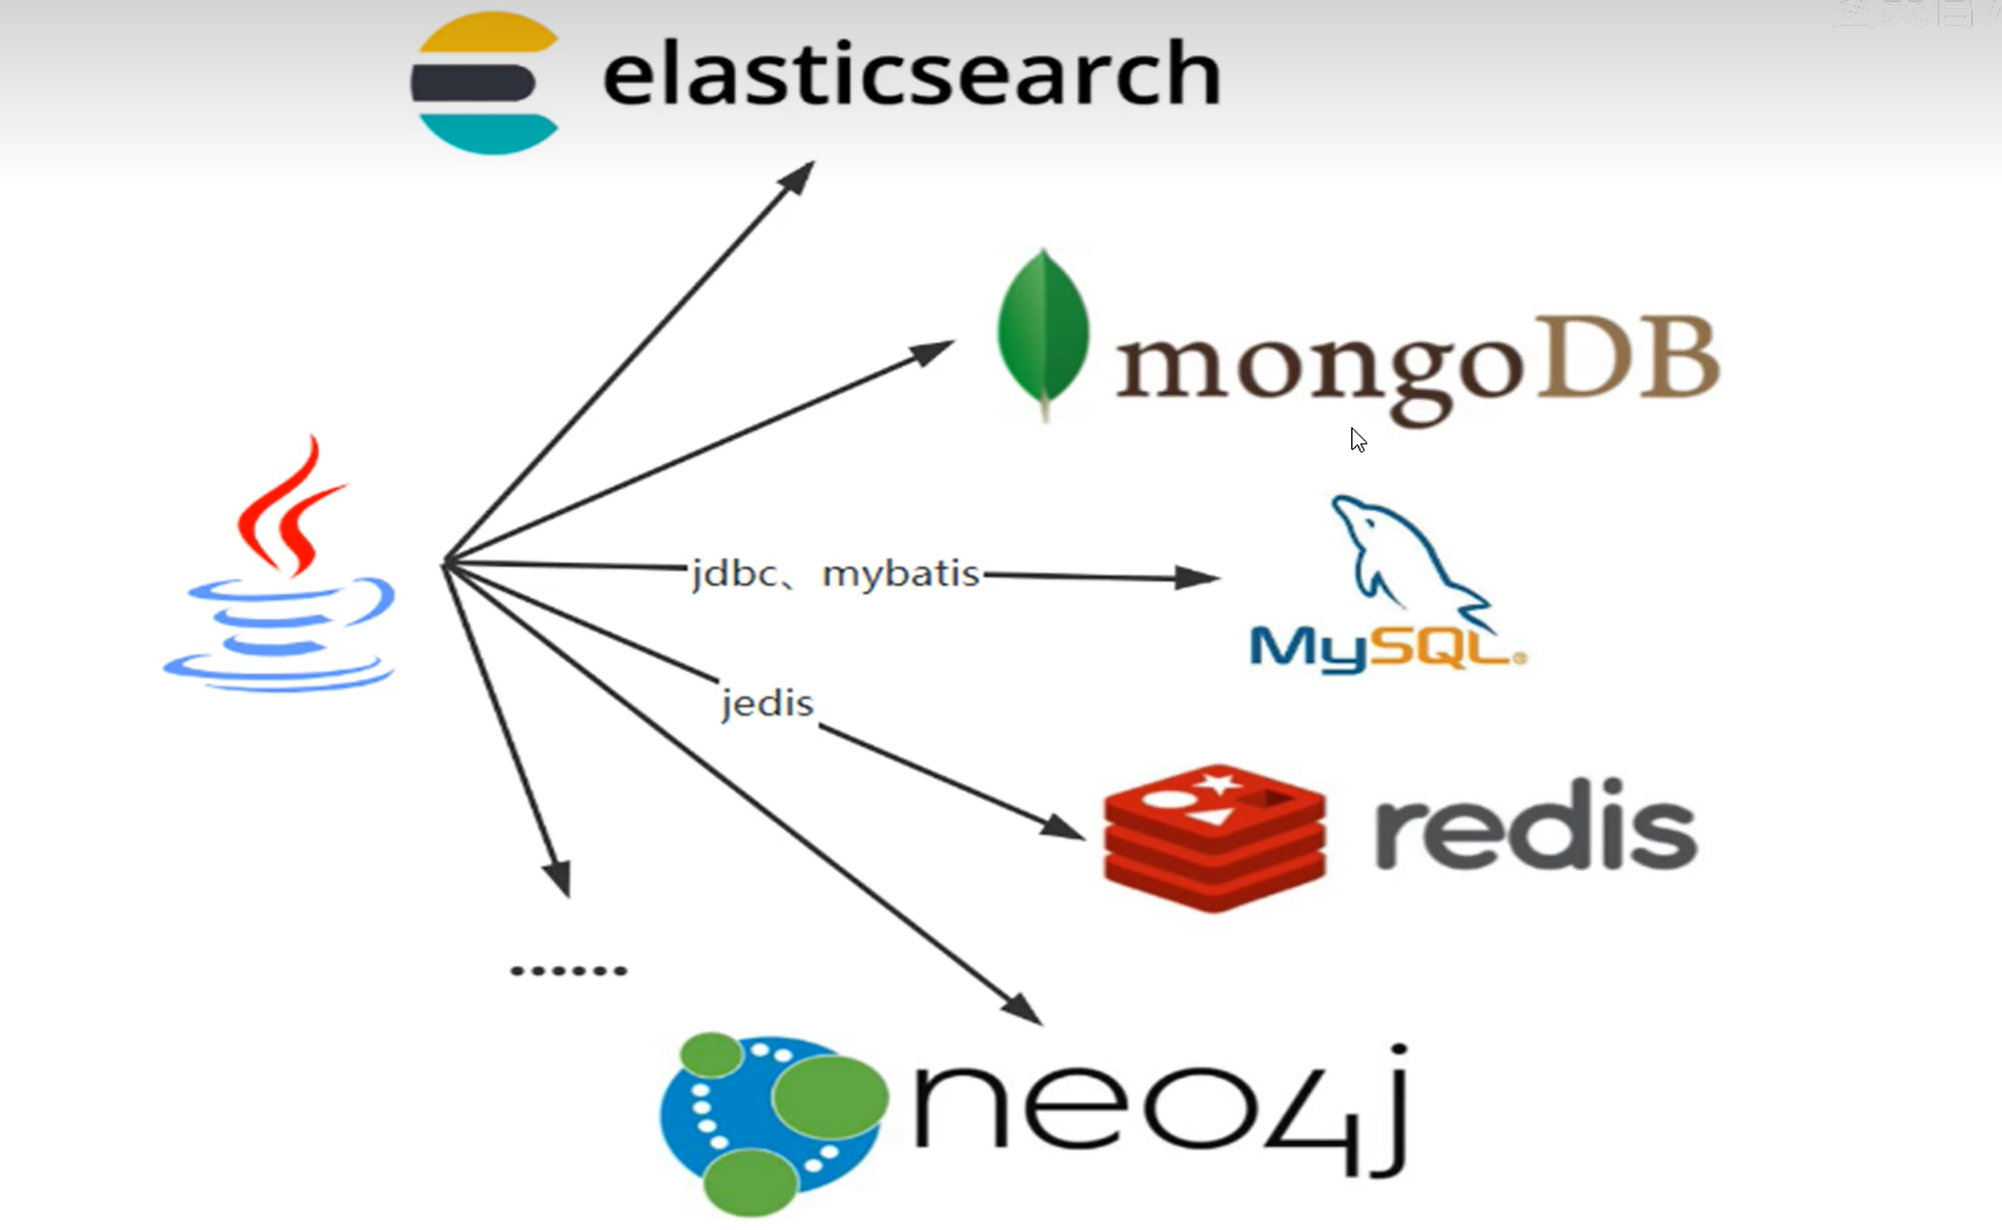 elasticsearch
mongoDB
jdbc、mybatis
MySQL®
jedis
redis
......
neo4j